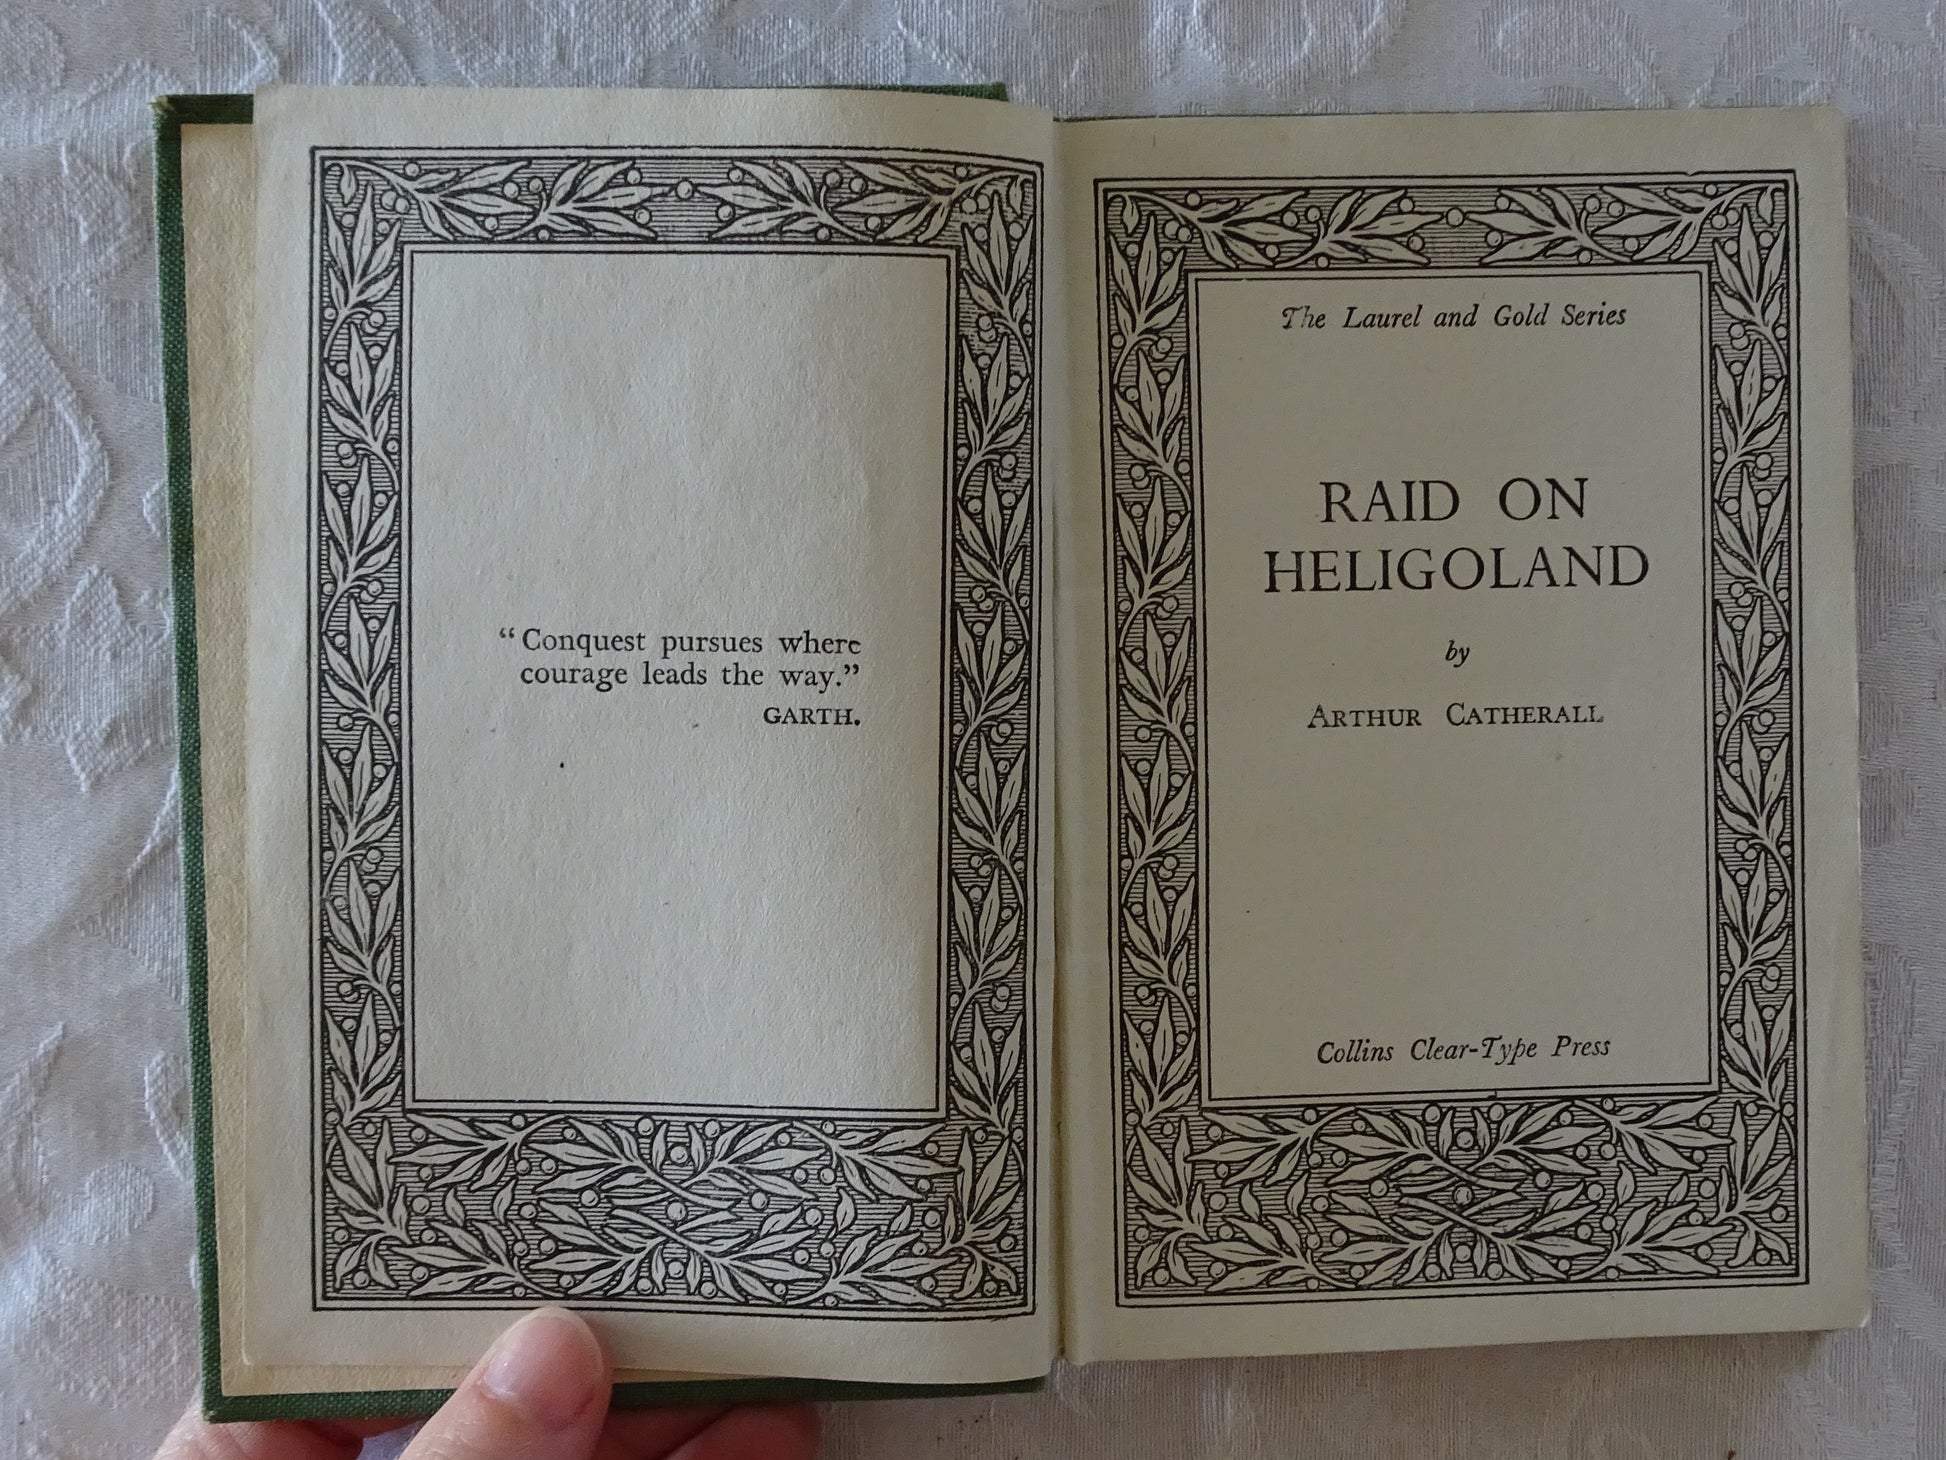 “Conquest pursues where
courage leads the way.”
GARTH.
The Laurel and Gold Series
RAID ON
HELIGOLAND
by
ARTHUR CATHERALL
Collins Clear-Type Press